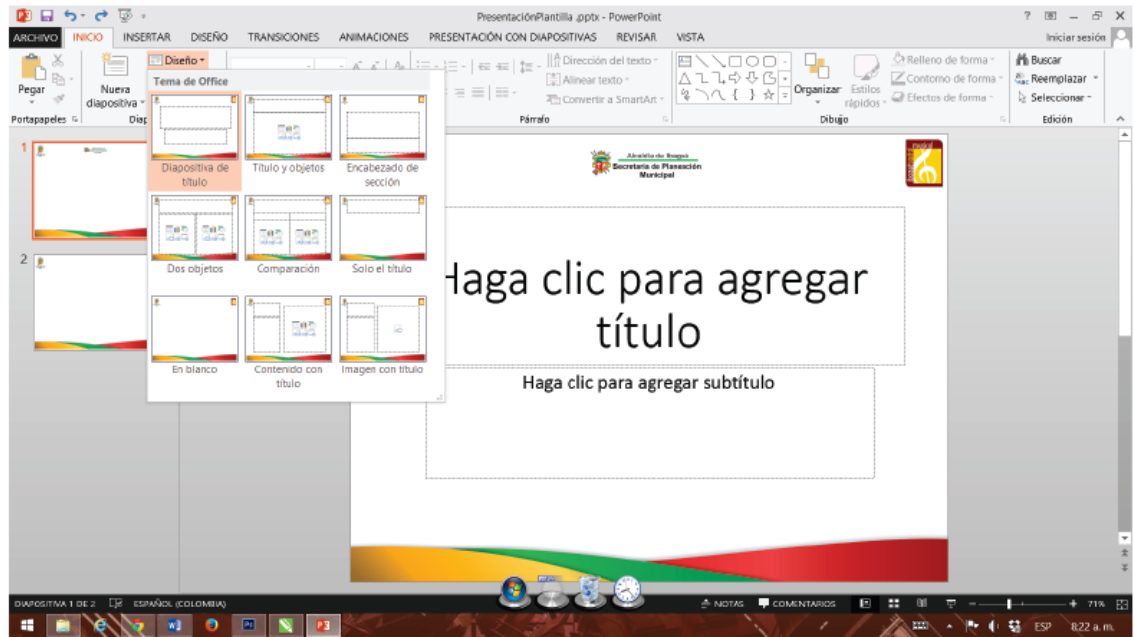 PresentaciónPlantilla .pptx - PowerPoint
ARCHIVO INICIO INSERTAR DISEÑO TRANSICIONES ANIMACIONES PRESENTACIÓN CON DIAPOSITIVAS REVISAR VISTA Iniciar sesión
Pegar
Nueva
diapositiva
Diseño
Dirección del texto
Alinear texto
Convertir a SmartArt
Organizar
Estilos
rápidos
Relleno de forma
Contorno de forma
Efectos de forma
Buscar
Reemplazar
Seleccionar
Portapapeles Diap Párrafo Dibujo Edición
Tema de Office
Diapositiva de
título
Título y objetos
Encabezado de
sección
Dos objetos
Comparación
Solo el título
En blanco
Contenido con
título
Imagen con título
1
2
Alcaldía de Ibagué
Secretaría de Planeación
Municipal
Haga clic para agregar
título
Haga clic para agregar subtítulo
DIAPOSITIVA 1 DE 2 ESPAÑOL (COLOMBIA) NOTAS COMENTARIOS 71%
ESP 8:22 a. m.